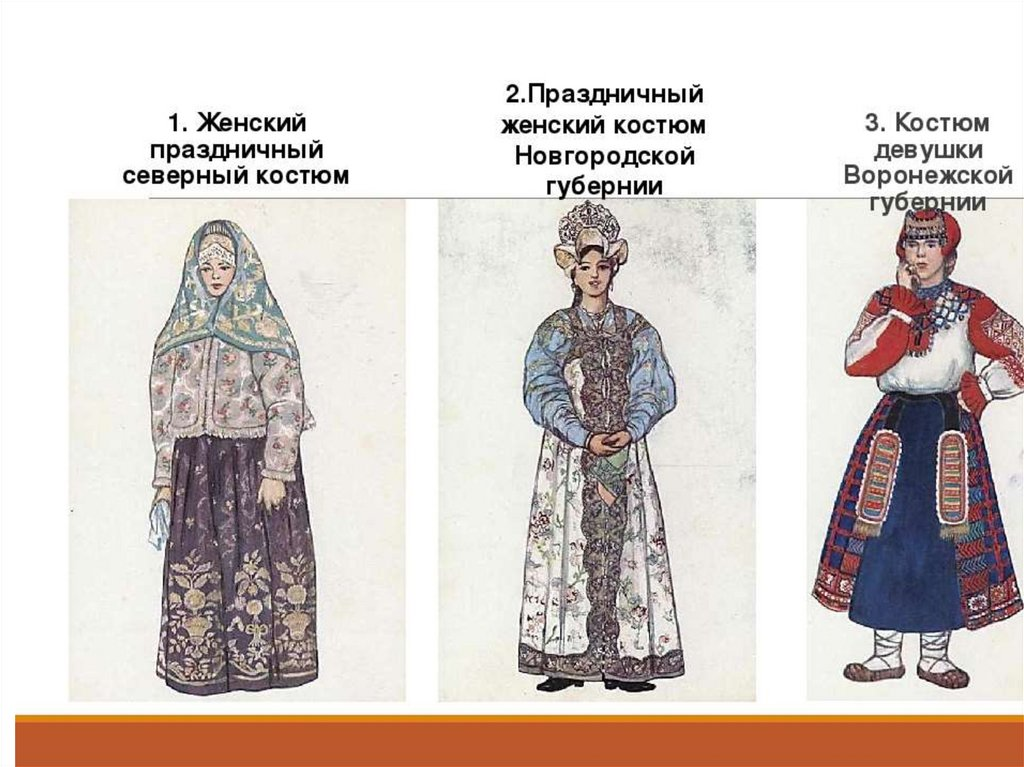 1. Женский
праздничный
северный костюм
2.Праздничный
женский костюм
Новгородской
губернии
3. Костюм
девушки
Воронежской
губернии